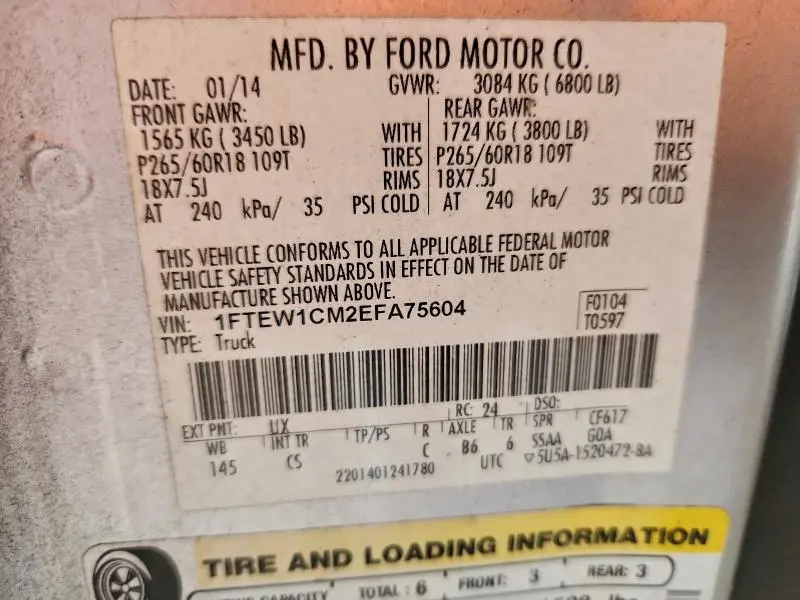 MFD. BY FORD MOTOR CO.
DATE: 01/14 GVWR: 3084 KG ( 6800 LB)
FRONT GAWR: REAR GAWR:
1565 KG ( 3450 LB) WITH 1724 KG ( 3800 LB) WITH
P265/60R18 109T TIRES P265/60R18 109T TIRES
18X7.5J RIMS 18X7.5J RIMS
AT 240 kPa/ 35 PSI COLD AT 240 kPa/ 35 PSI COLD
THIS VEHICLE CONFORMS TO ALL APPLICABLE FEDERAL MOTOR
VEHICLE SAFETY STANDARDS IN EFFECT ON THE DATE OF
MANUFACTURE SHOWN ABOVE.
VIN: 1FTEW1CM2EFA75604 F0104
TYPE: Truck T0597
EXT PNT: UX RC: 24 DSO: CF617
WB INT TR TP/PS R AXLE TR SPR GOA
145 CS C B6 6 SSAA
2201401241780 UTC ▽5U5A-1520472-BA
TIRE AND LOADING INFORMATION
CAPACITY TOTAL : 6 FRONT: 3 REAR: 3